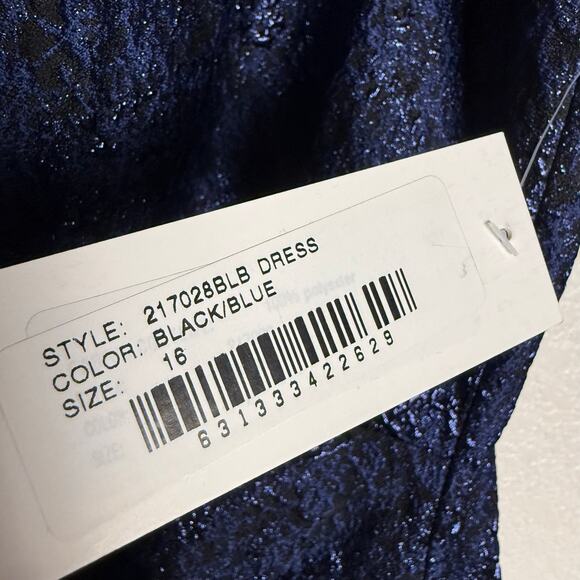 STYLE: 217028BLB DRESS
COLOR: BLACK/BLUE
SIZE: 16
631333422629